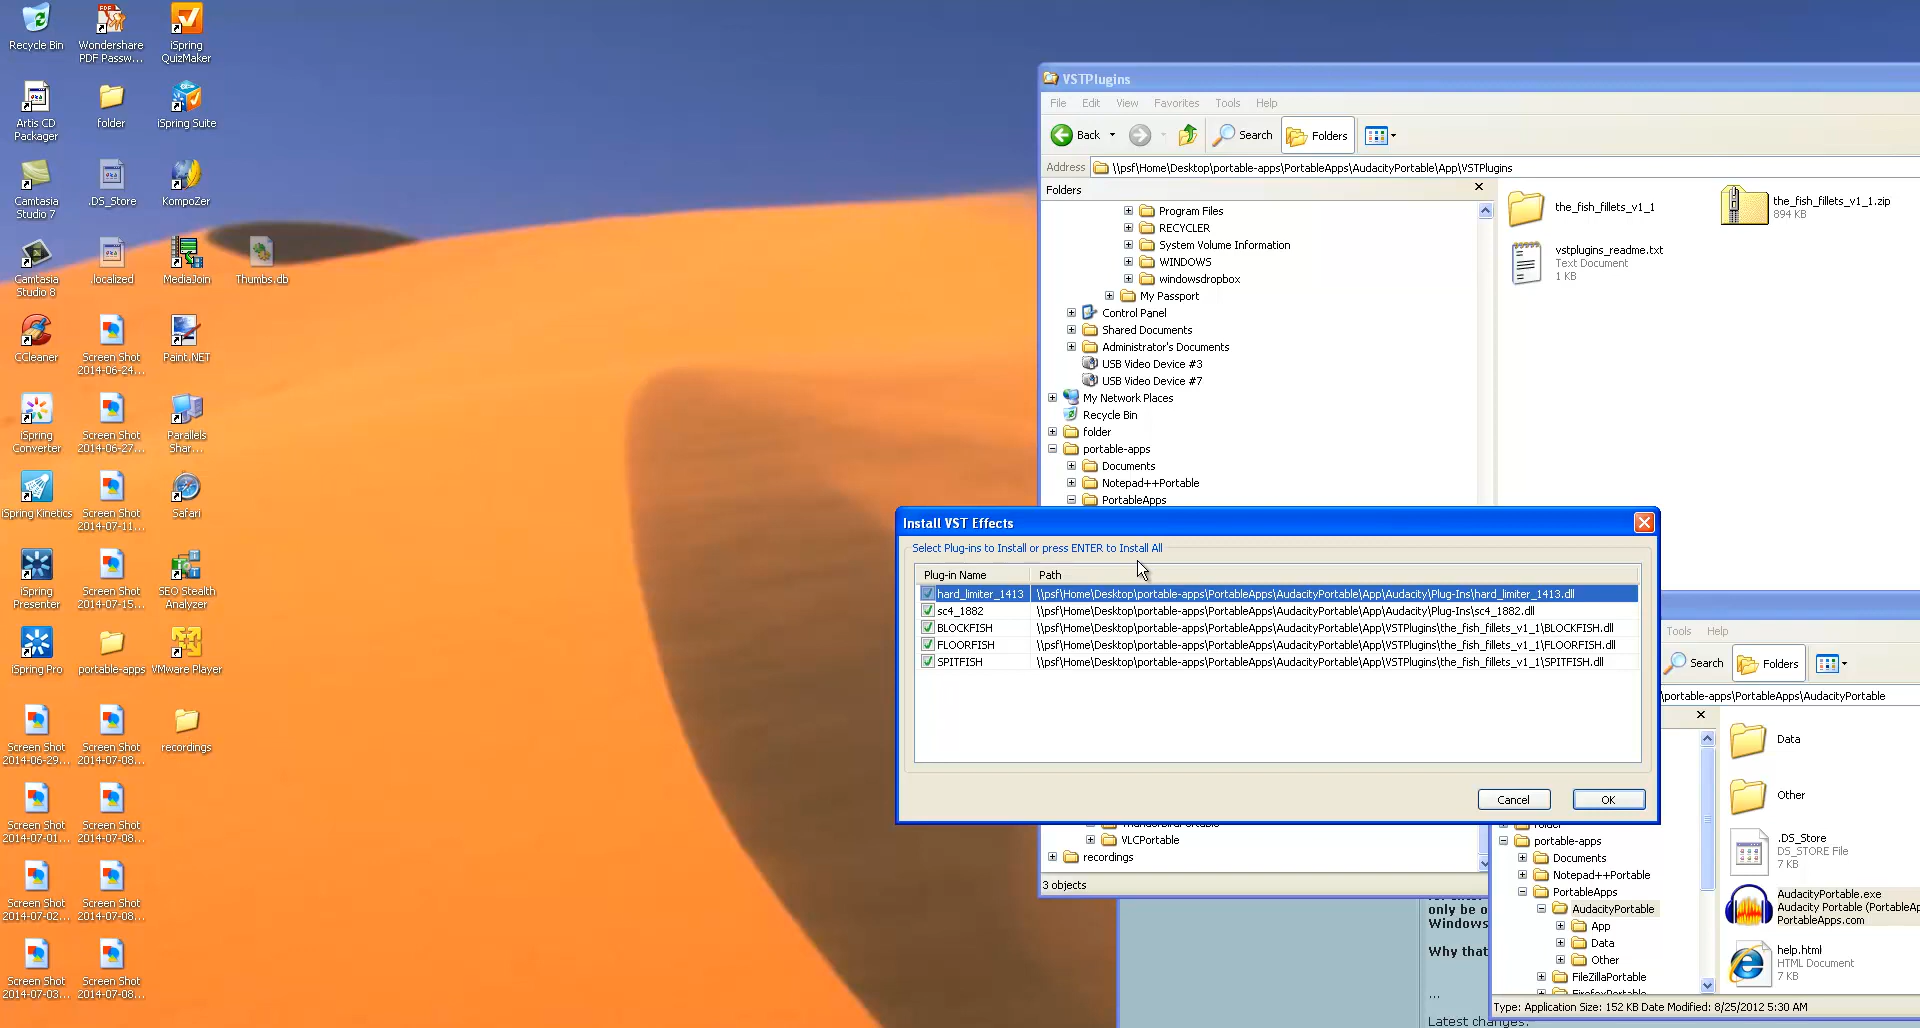 Recycle Bin
Wondershare
PDF Passw...
iSpring
QuizMaker
Artis CD
Packager
folder
iSpring Suite
Camtasia
Studio 7
.DS_Store
KompoZer
Camtasia
Studio 8
.localized
MediaJoin
Thumbs.db
CCleaner
Screen Shot
2014-06-24...
Paint.NET
iSpring
Converter
Screen Shot
2014-06-27...
Parallels
Shar...
iSpring Kinetics
Screen Shot
2014-07-11...
Safari
iSpring
Presenter
Screen Shot
2014-07-15...
SEO Stealth
Analyzer
iSpring Pro
portable-apps
VMware Player
Screen Shot
2014-06-29...
Screen Shot
2014-07-08...
recordings
Screen Shot
2014-07-01...
Screen Shot
2014-07-08...
Screen Shot
2014-07-02...
Screen Shot
2014-07-08...
Screen Shot
2014-07-03...
Screen Shot
2014-07-08...
VSTPlugins
File Edit View Favorites Tools Help
Back Search Folders
Address \\psf\Home\Desktop\portable-apps\PortableApps\AudacityPortable\App\VSTPlugins
Folders
Program Files
RECYCLER
System Volume Information
WINDOWS
windowsdropbox
My Passport
Control Panel
Shared Documents
Administrator's Documents
USB Video Device #3
USB Video Device #7
My Network Places
Recycle Bin
folder
portable-apps
Documents
Notepad++Portable
PortableApps
VLCPortable
recordings
3 objects
the_fish_fillets_v1_1
the_fish_fillets_v1_1.zip
894 KB
vstplugins_readme.txt
Text Document
1 KB
Install VST Effects
Select Plug-ins to Install or press ENTER to Install All
Plug-in Name Path
hard_limiter_1413 \\psf\Home\Desktop\portable-apps\PortableApps\AudacityPortable\App\Audacity\Plug-Ins\hard_limiter_1413.dll
sc4_1882 \\psf\Home\Desktop\portable-apps\PortableApps\AudacityPortable\App\Audacity\Plug-Ins\sc4_1882.dll
BLOCKFISH \\psf\Home\Desktop\portable-apps\PortableApps\AudacityPortable\App\VSTPlugins\the_fish_fillets_v1_1\BLOCKFISH.dll
FLOORFISH \\psf\Home\Desktop\portable-apps\PortableApps\AudacityPortable\App\VSTPlugins\the_fish_fillets_v1_1\FLOORFISH.dll
SPITFISH \\psf\Home\Desktop\portable-apps\PortableApps\AudacityPortable\App\VSTPlugins\the_fish_fillets_v1_1\SPITFISH.dll
Cancel OK
Tools Help
Search Folders
\portable-apps\PortableApps\AudacityPortable
portable-apps
Documents
Notepad++Portable
PortableApps
AudacityPortable
App
Data
Other
FileZillaPortable
Data
Other
.DS_Store
DS_STORE File
7 KB
AudacityPortable.exe
Audacity Portable (PortableAp
PortableApps.com
help.html
HTML Document
7 KB
Type: Application Size: 152 KB Date Modified: 8/25/2012 5:30 AM
only be o
Windows
Why that
...
Latest changes: